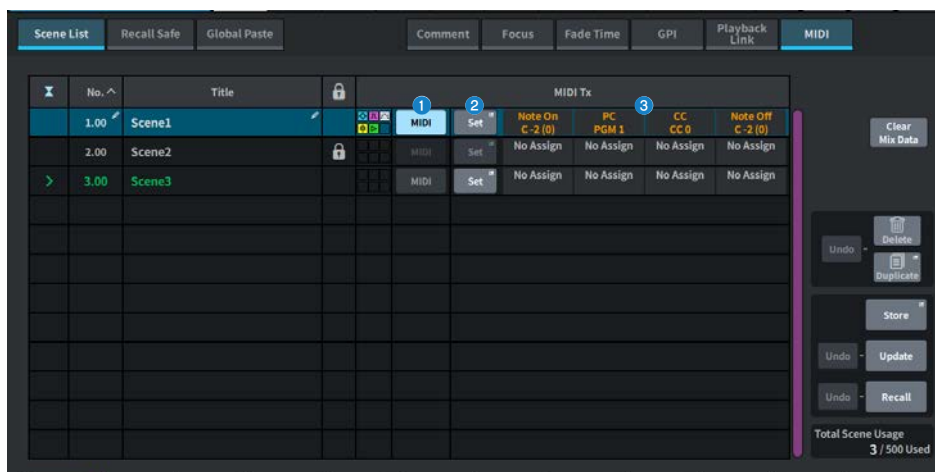 Scene List Recall Safe Global Paste Comment Focus Fade Time GPI Playback Link MIDI
No. Title MIDI Tx
1 2 3
1.00 Scene1 MIDI Set Note On C -2 (0) PC PGM 1 CC CC 0 Note Off C -2 (0)
2.00 Scene2 MIDI Set No Assign No Assign No Assign No Assign
3.00 Scene3 MIDI Set No Assign No Assign No Assign No Assign
Clear
Mix Data
Undo - Delete
Duplicate
Store
Undo - Update
Undo - Recall
Total Scene Usage
3 / 500 Used